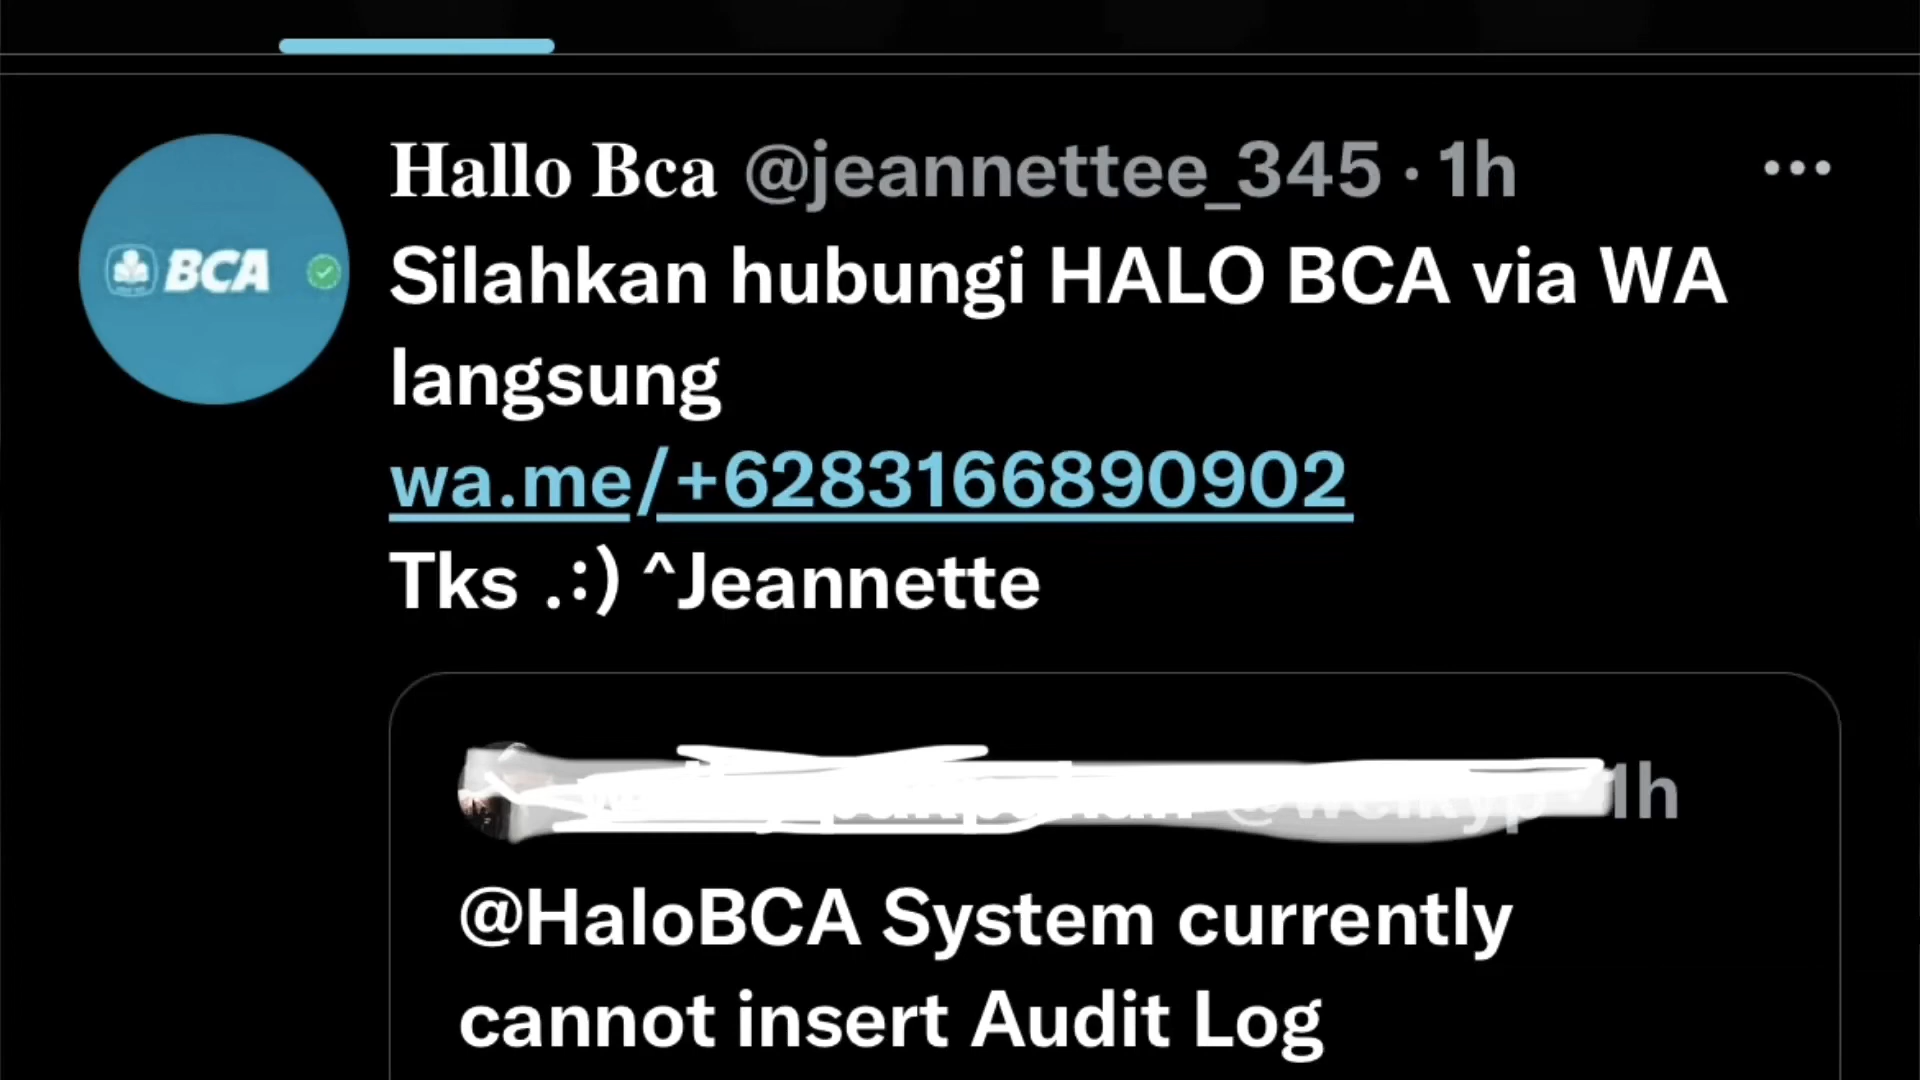 BCA
Hallo Bca @jeannettee_345 · 1h
Silahkan hubungi HALO BCA via WA
langsung
wa.me/+6283166890902
Tks .:) ^Jeannette
1h
@HaloBCA System currently
cannot insert Audit Log